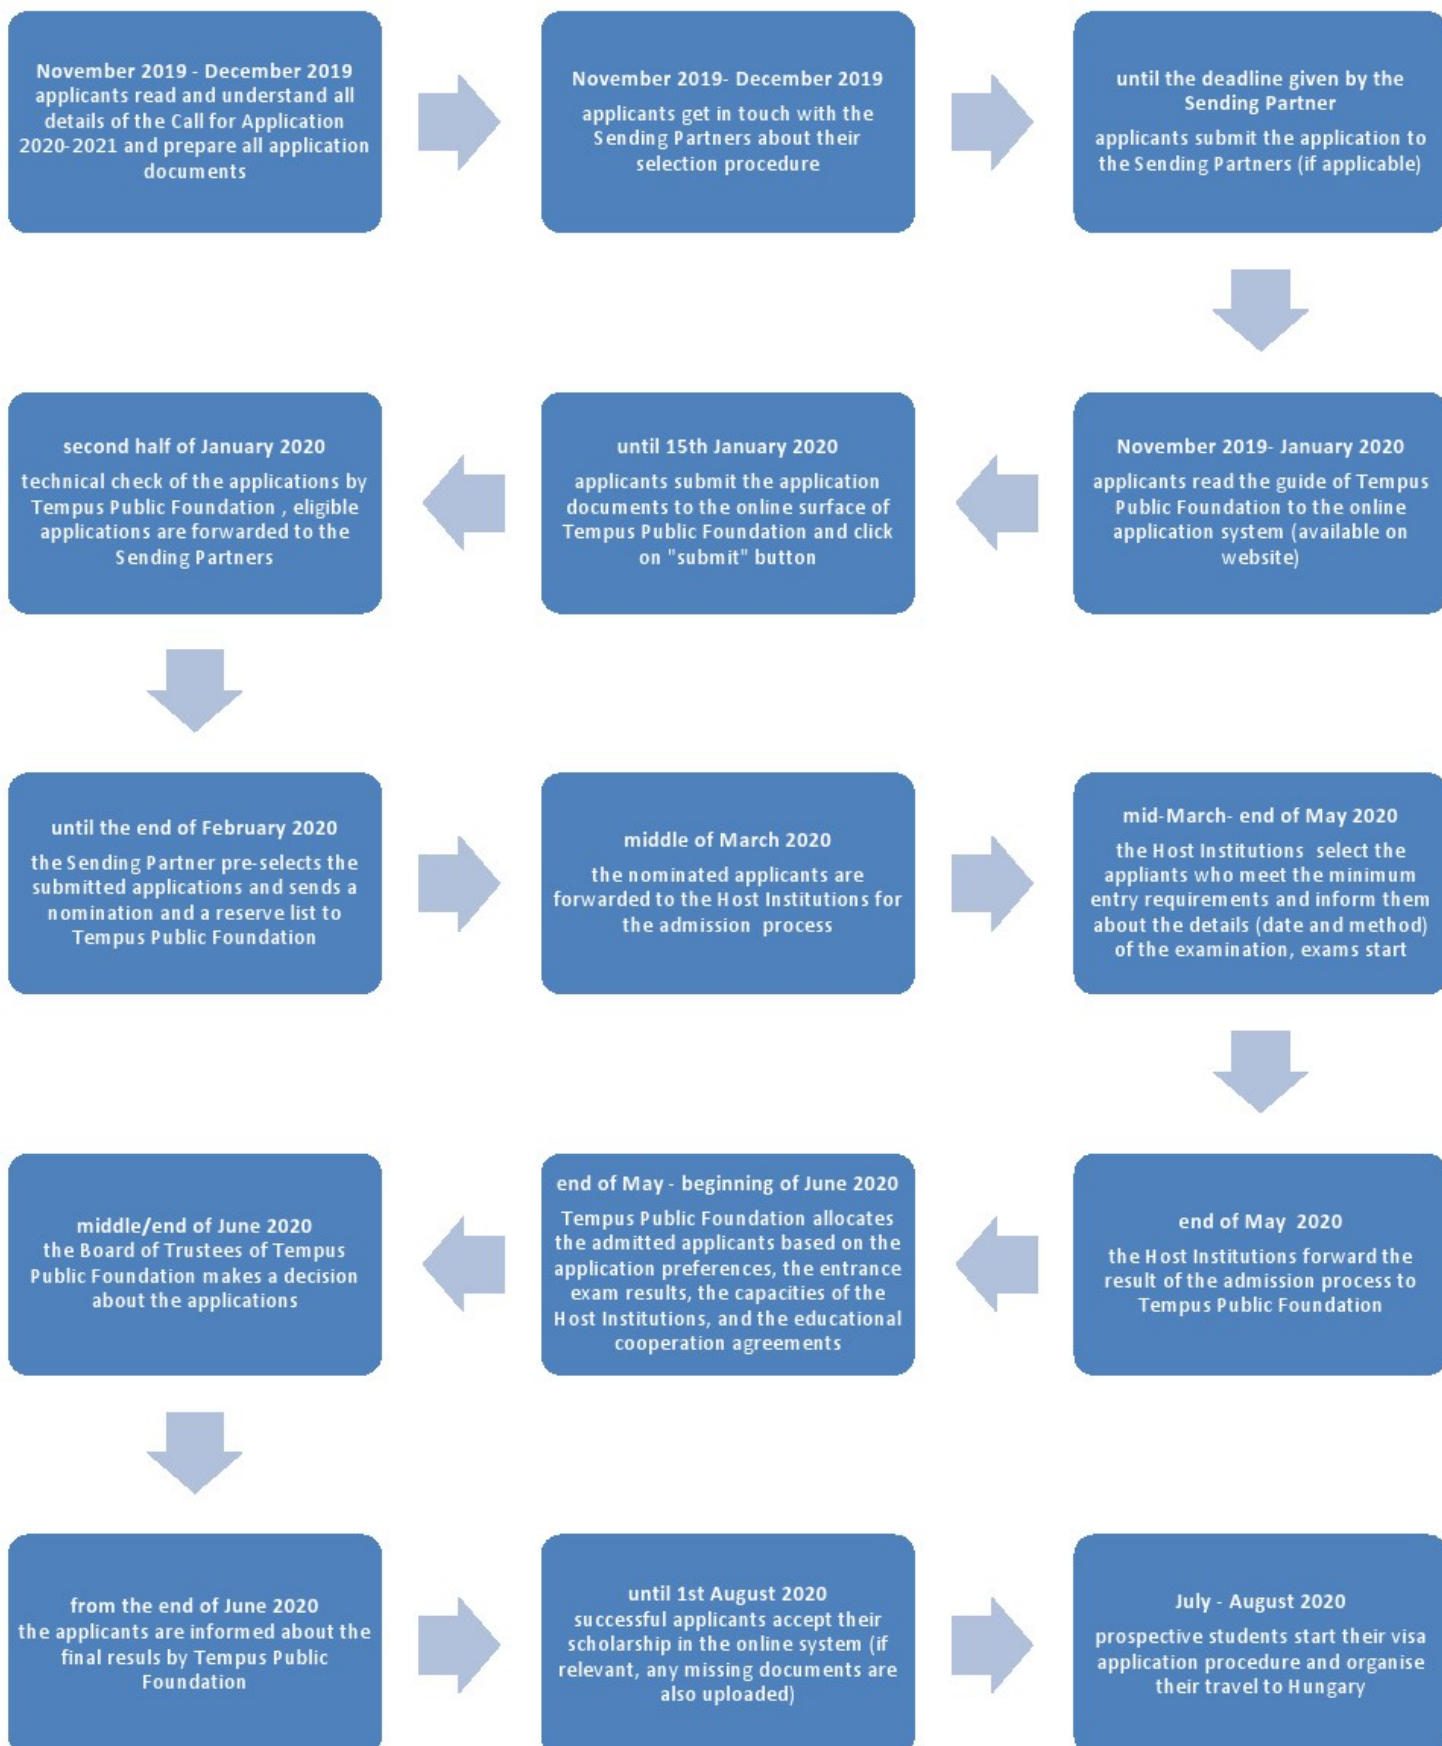 November 2019 - December 2019
applicants read and understand all
details of the Call for Application
2020-2021 and prepare all application
documents
November 2019- December 2019
applicants get in touch with the
Sending Partners about their
selection procedure
until the deadline given by the
Sending Partner
applicants submit the application to
the Sending Partners (if applicable)
November 2019- January 2020
applicants read the guide of Tempus
Public Foundation to the online
application system (available on
website)
until 15th January 2020
applicants submit the application
documents to the online surface of
Tempus Public Foundation and click
on "submit" button
second half of January 2020
technical check of the applications by
Tempus Public Foundation , eligible
applications are forwarded to the
Sending Partners
until the end of February 2020
the Sending Partner pre-selects the
submitted applications and sends a
nomination and a reserve list to
Tempus Public Foundation
middle of March 2020
the nominated applicants are
forwarded to the Host Institutions for
the admission process
mid-March- end of May 2020
the Host Institutions select the
appliants who meet the minimum
entry requirements and inform them
about the details (date and method)
of the examination, exams start
end of May 2020
the Host Institutions forward the
result of the admission process to
Tempus Public Foundation
end of May - beginning of June 2020
Tempus Public Foundation allocates
the admitted applicants based on the
application preferences, the entrance
exam results, the capacities of the
Host Institutions, and the educational
cooperation agreements
middle/end of June 2020
the Board of Trustees of Tempus
Public Foundation makes a decision
about the applications
from the end of June 2020
the applicants are informed about the
final resuls by Tempus Public
Foundation
until 1st August 2020
successful applicants accept their
scholarship in the online system (if
relevant, any missing documents are
also uploaded)
July - August 2020
prospective students start their visa
application procedure and organise
their travel to Hungary